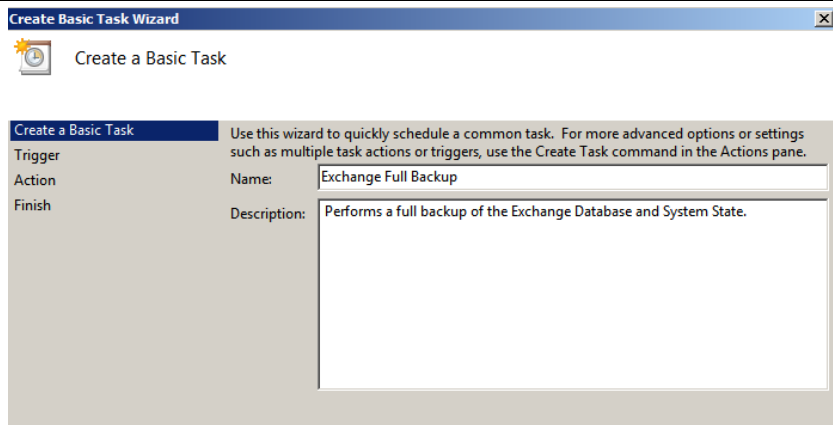 Create Basic Task Wizard
Create a Basic Task
Create a Basic Task
Trigger
Action
Finish
Use this wizard to quickly schedule a common task. For more advanced options or settings
such as multiple task actions or triggers, use the Create Task command in the Actions pane.
Name:
Exchange Full Backup
Description:
Performs a full backup of the Exchange Database and System State.